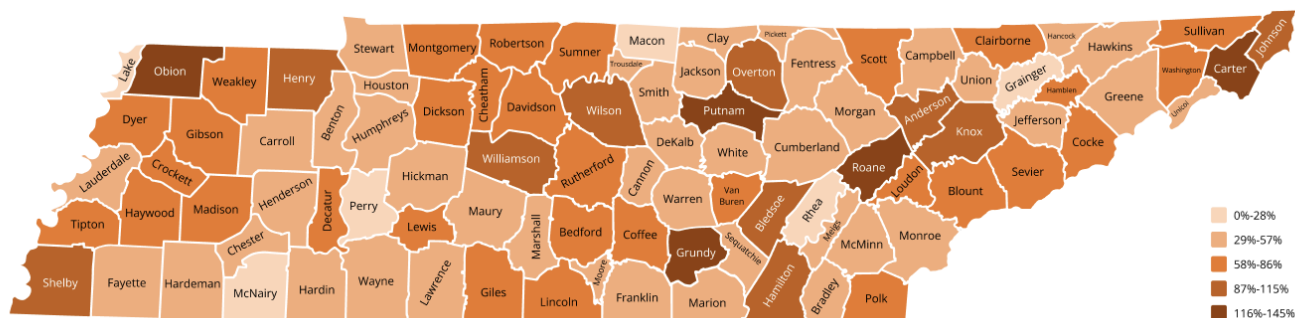 Stewart
Montgomery
Robertson
Sumner
Macon
Clay
Pickett
Fentress
Scott
Campbell
Clairborne
Hancock
Hawkins
Sullivan
Johnson
Lake
Obion
Weakley
Henry
Houston
Cheatham
Davidson
Trousdale
Smith
Jackson
Overton
Union
Grainger
Hamblen
Greene
Washington
Carter
Unicoi
Dyer
Gibson
Carroll
Benton
Humphreys
Dickson
Wilson
Putnam
Morgan
Anderson
Knox
Jefferson
Cocke
Lauderdale
Crockett
Henderson
Hickman
Williamson
Rutherford
Cannon
DeKalb
White
Cumberland
Roane
Loudon
Blount
Sevier
Tipton
Haywood
Madison
Chester
Decatur
Perry
Lewis
Maury
Marshall
Bedford
Coffee
Warren
Van
Buren
Bledsoe
Rhea
Meigs
McMinn
Monroe
Shelby
Fayette
Hardeman
McNairy
Hardin
Wayne
Lawrence
Giles
Lincoln
Moore
Franklin
Grundy
Sequatchie
Marion
Hamilton
Bradley
Polk
0%-28%
29%-57%
58%-86%
87%-115%
116%-145%